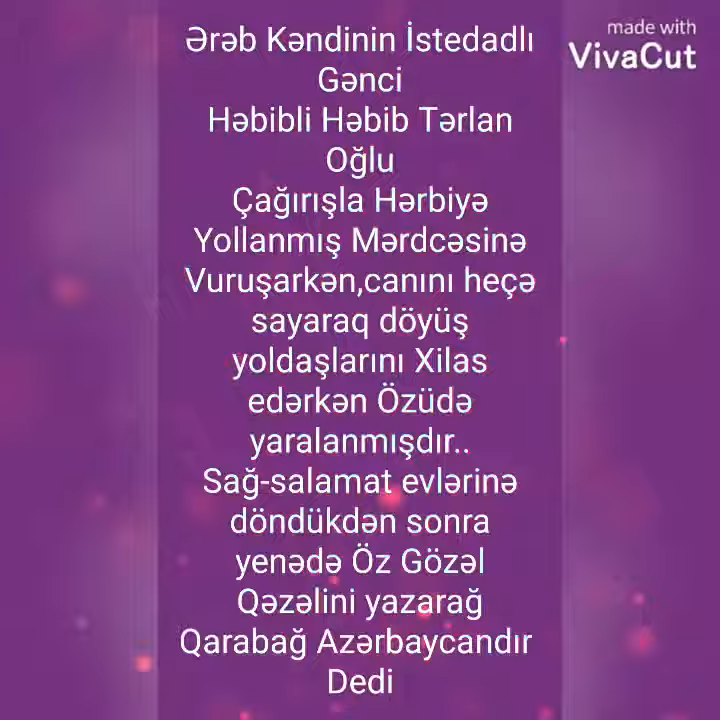 made with
VivaCut
Ərəb Kəndinin İstedadlı
Gənci
Həbibli Həbib Tərlan
Oğlu
Çağırışla Hərbiyə
Yollanmış Mərdcəsinə
Vuruşarkən,canını heçə
sayaraq döyüş
yoldaşlarını Xilas
edərkən Özüdə
yaralanmışdır..
Sağ-salamat evlərinə
döndükdən sonra
yenədə Öz Gözəl
Qəzəlini yazarağ
Qarabağ Azərbaycandır
Dedi